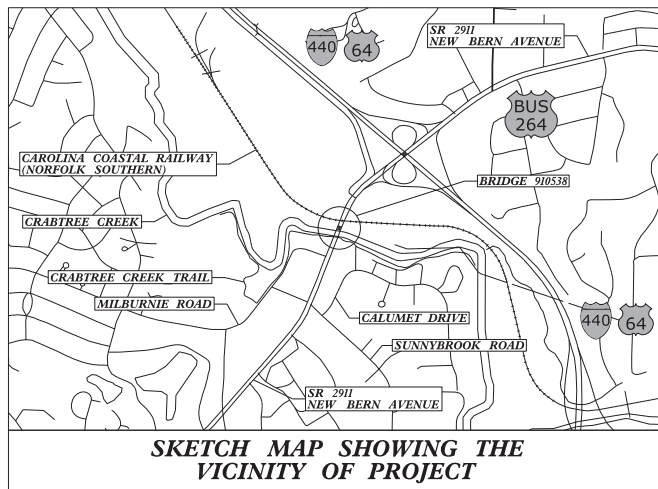 440
64
SR 2911
NEW BERN AVENUE
BUS
264
CAROLINA COASTAL RAILWAY
(NORFOLK SOUTHERN)
BRIDGE 910538
CRABTREE CREEK
CRABTREE CREEK TRAIL
MILBURNIE ROAD
CALUMET DRIVE
440
64
SUNNYBROOK ROAD
SR 2911
NEW BERN AVENUE
SKETCH MAP SHOWING THE
VICINITY OF PROJECT